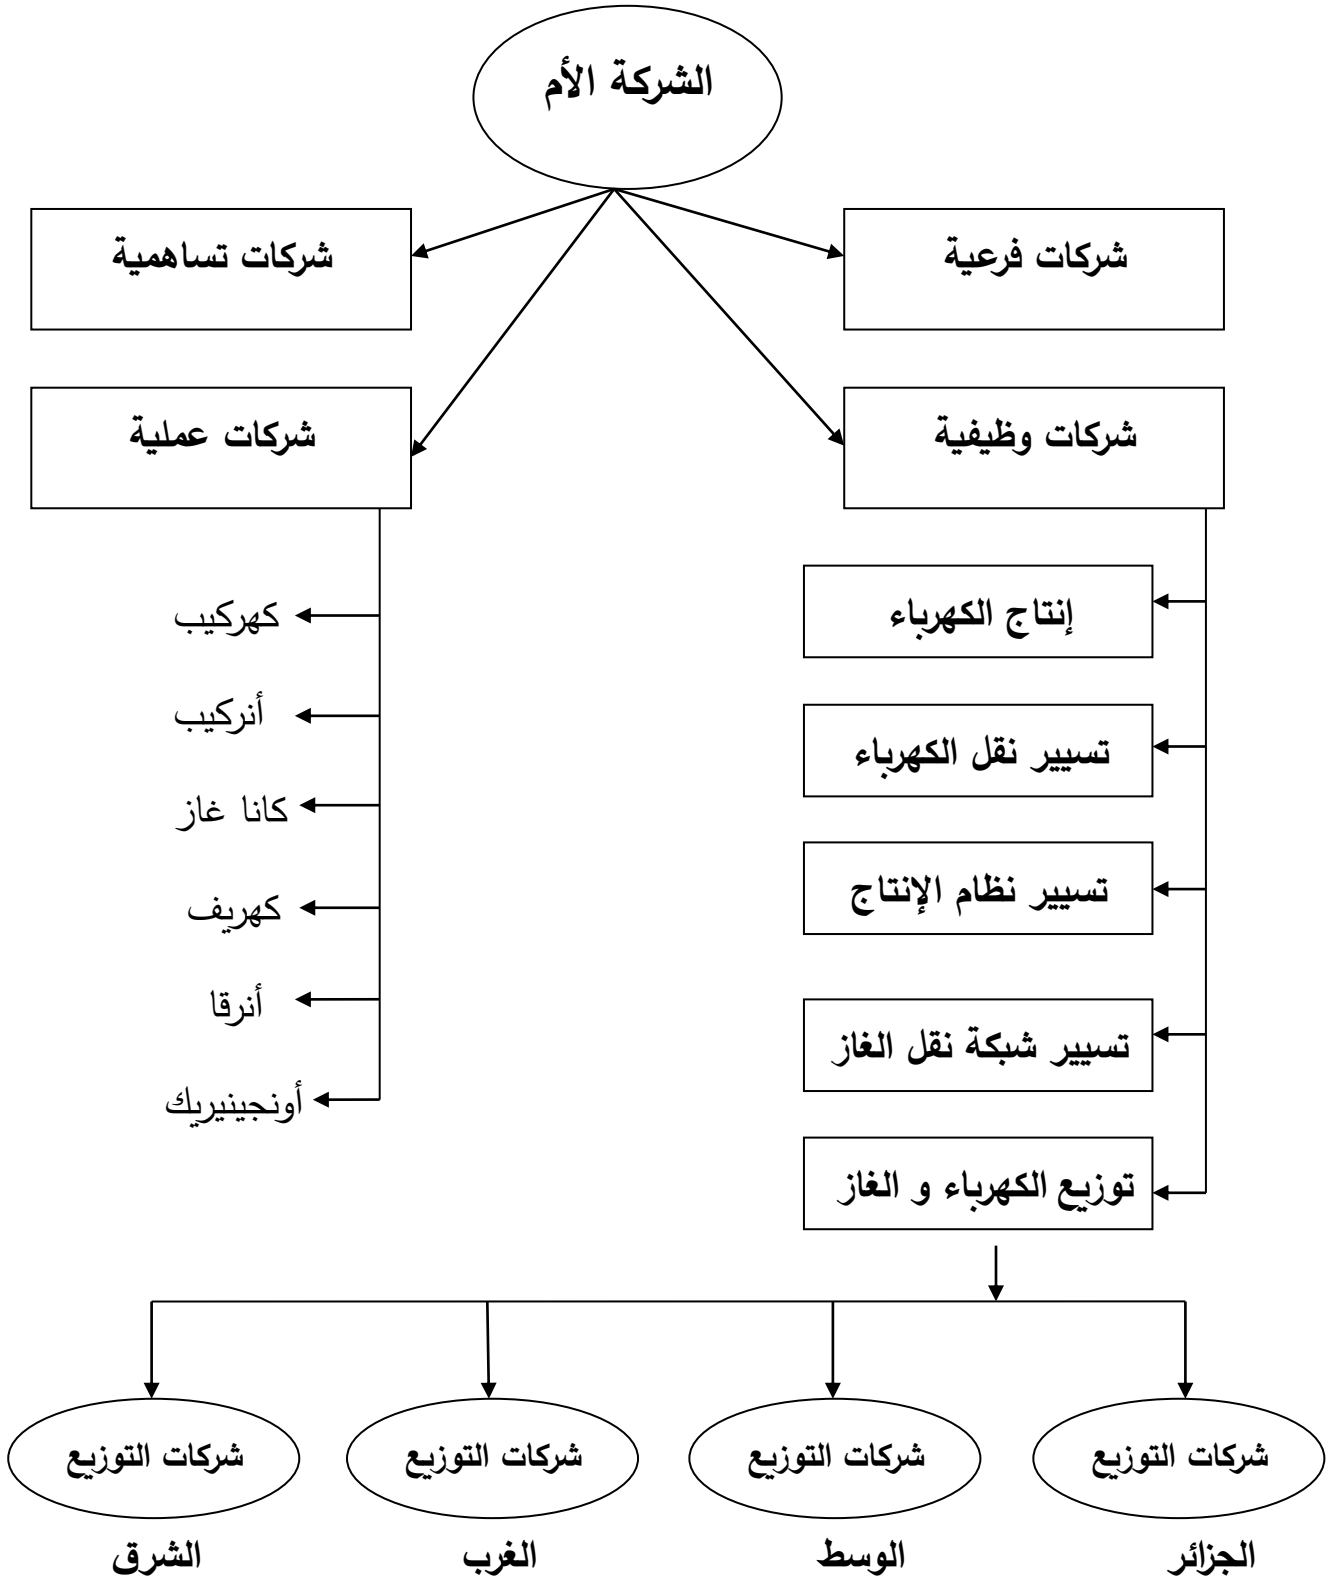 الشركة الأم
شركات فرعية
شركات تساهمية
شركات وظيفية
شركات عملية
إنتاج الكهرباء
تسيير نقل الكهرباء
تسيير نظام الإنتاج
تسيير شبكة نقل الغاز
توزيع الكهرباء و الغاز
كهركيب
أنركيب
كانا غاز
كهريف
أنرقا
أونجينيريك
شركات التوزيع
الجزائر
شركات التوزيع
الوسط
شركات التوزيع
الغرب
شركات التوزيع
الشرق